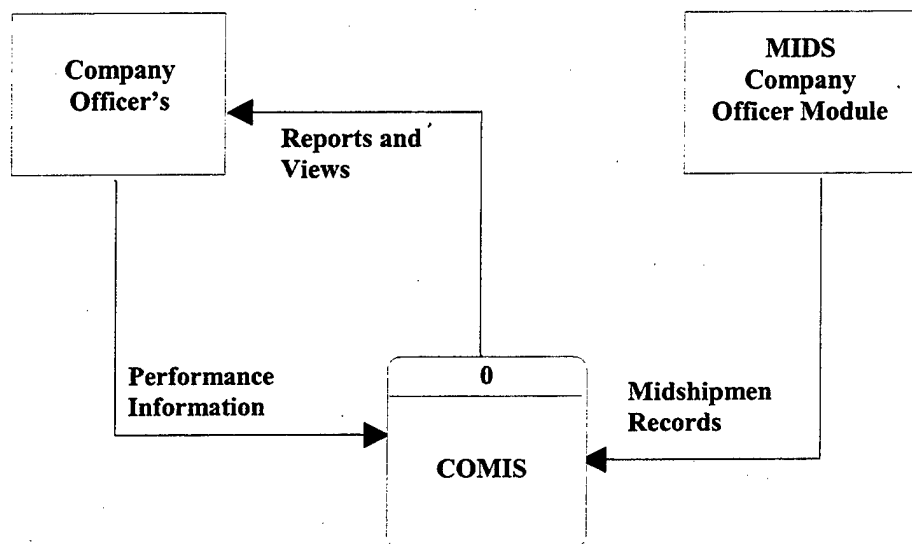 Company
Officer's
MIDS
Company
Officer Module
Reports and
Views
Performance
Information
0
COMIS
Midshipmen
Records